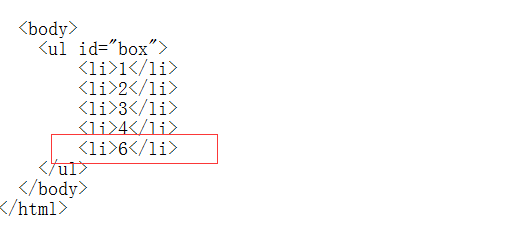 <body>
<ul id="box">
<li>1</li>
<li>2</li>
<li>3</li>
<li>4</li>
<li>6</li>
</ul>
</body>
</html>